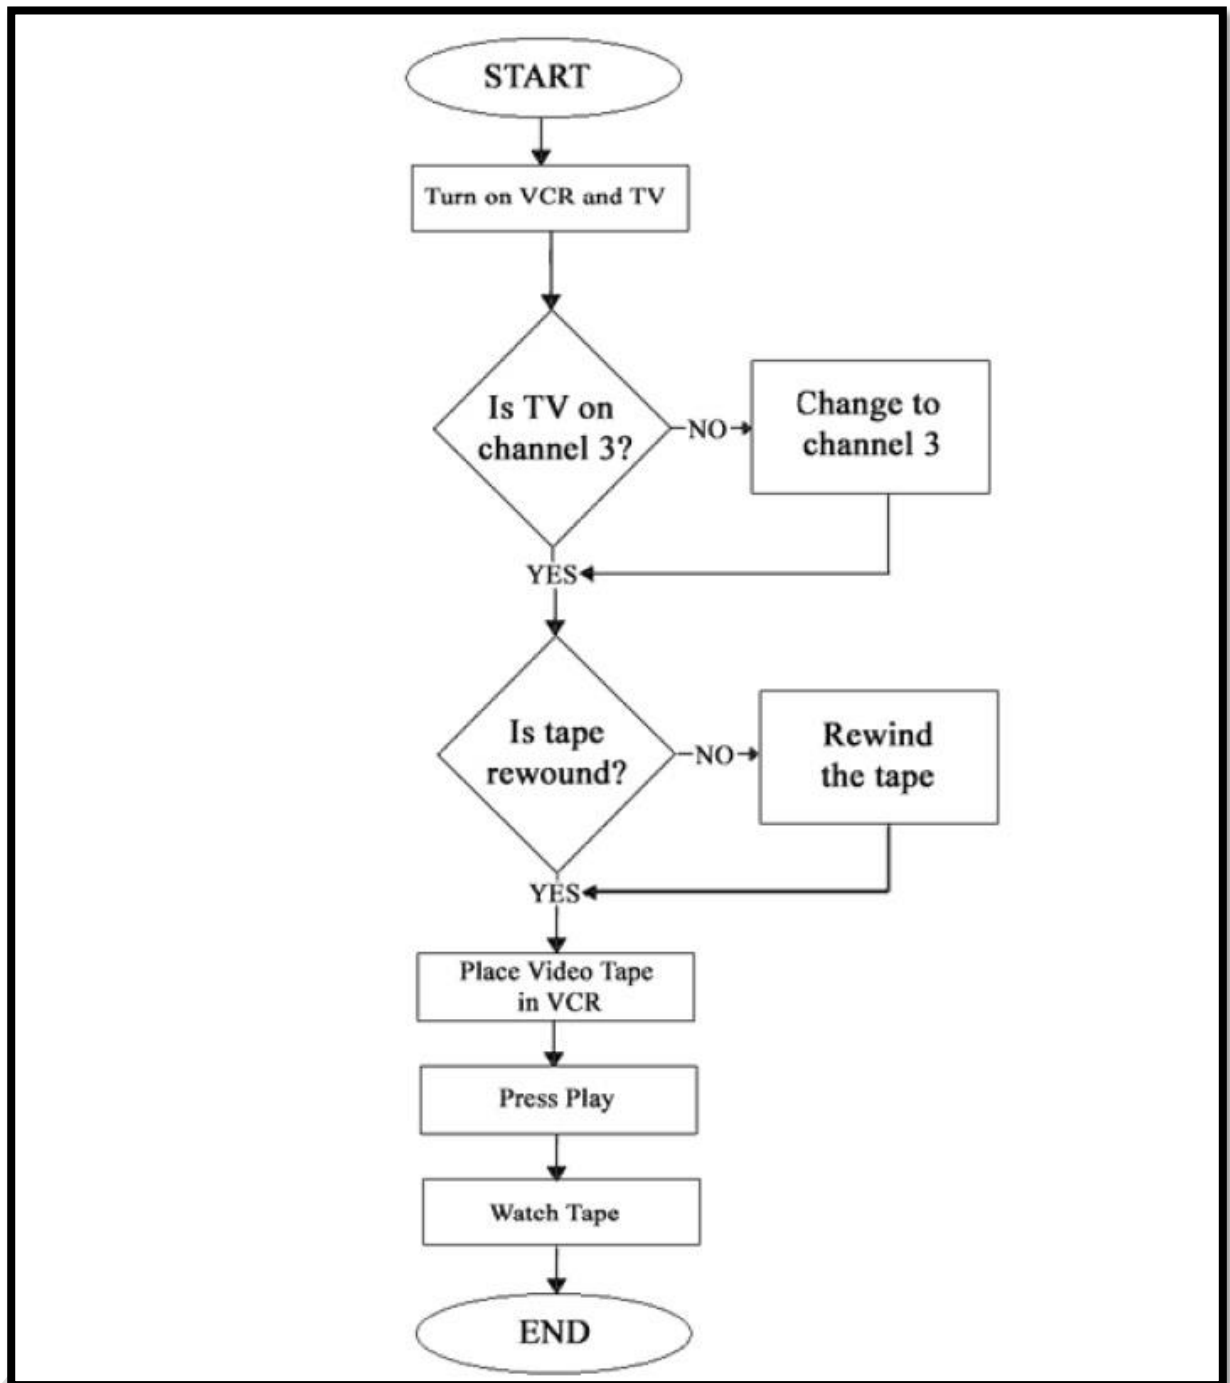 START
Turn on VCR and TV
Is TV on
channel 3?
NO
Change to
channel 3
YES
Is tape
rewound?
NO
Rewind
the tape
YES
Place Video Tape
in VCR
Press Play
Watch Tape
END